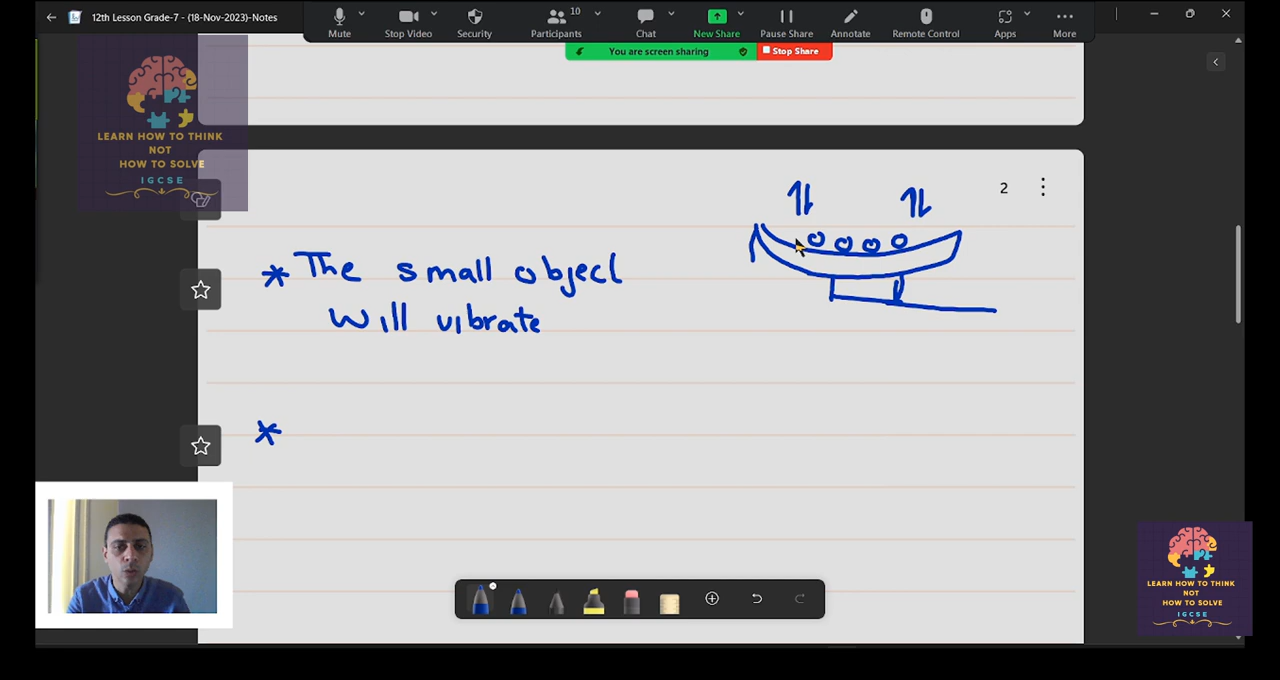 12th Lesson Grade-7 - (18-Nov-2023)-Notes
Mute
Stop Video
Security
Participants
10
Chat
New Share
Pause Share
Annotate
Remote Control
Apps
More
You are screen sharing
Stop Share
LEARN HOW TO THINK
NOT
HOW TO SOLVE
IGCSE
2
* The small object
will vibrate
*
LEARN HOW TO THINK
NOT
HOW TO SOLVE
IGCSE